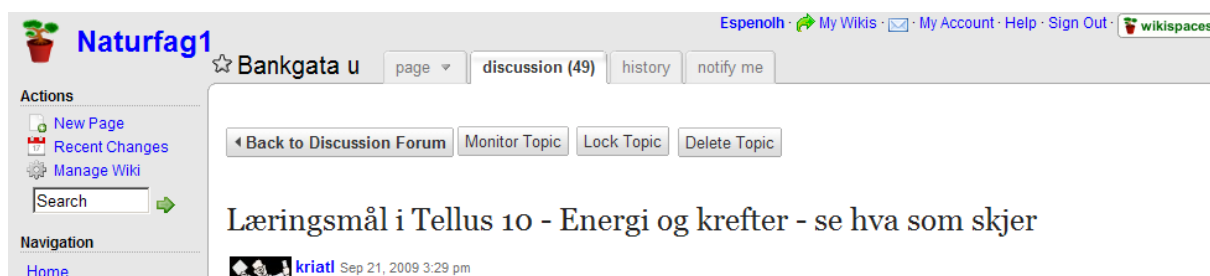 Espenolh · My Wikis · My Account · Help · Sign Out · wikispaces
Naturfag1
Bankgata u page discussion (49) history notify me
Actions
New Page
17 Recent Changes
Manage Wiki
Search
Navigation
Home
Back to Discussion Forum Monitor Topic Lock Topic Delete Topic
Læringsmål i Tellus 10 - Energi og krefter - se hva som skjer
kriatl Sep 21, 2009 3:29 pm